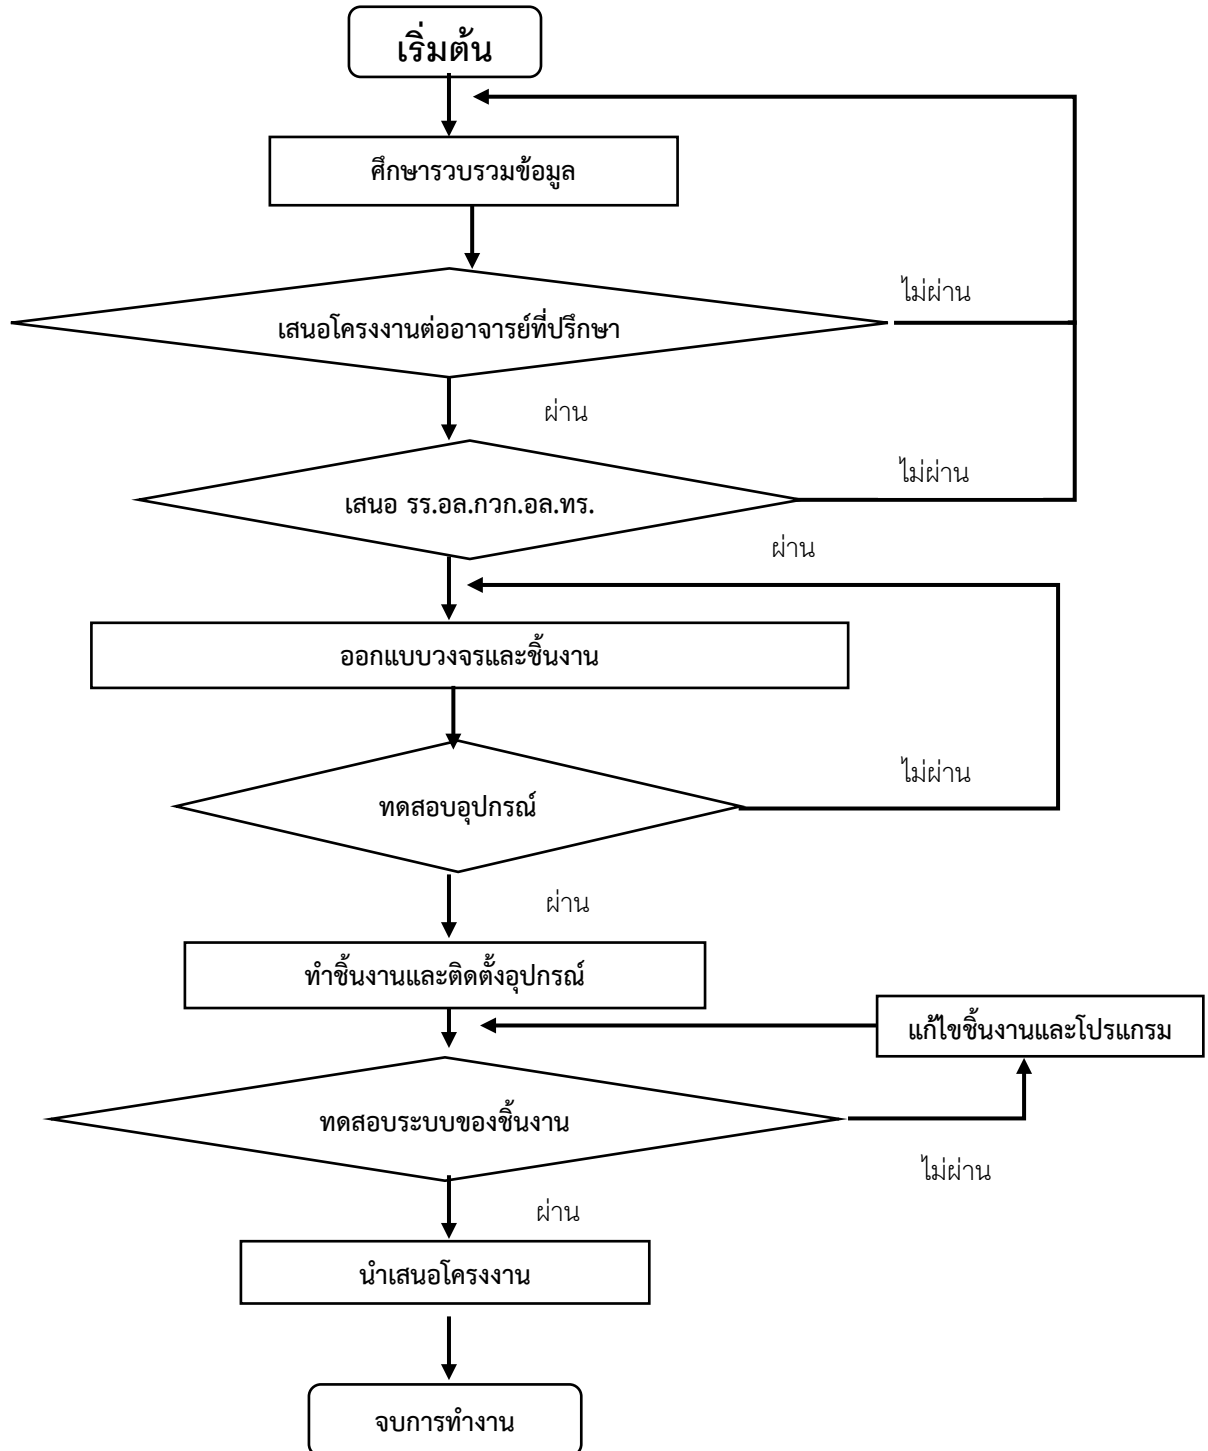 เริ่มต้น
ศึกษารวบรวมข้อมูล
ไม่ผ่าน
เสนอโครงงานต่ออาจารย์ที่ปรึกษา
ผ่าน
ไม่ผ่าน
เสนอ รร.อล.กวก.อล.ทร.
ผ่าน
ออกแบบวงจรและชิ้นงาน
ไม่ผ่าน
ทดสอบอุปกรณ์
ผ่าน
ทำชิ้นงานและติดตั้งอุปกรณ์
แก้ไขชิ้นงานและโปรแกรม
ทดสอบระบบของชิ้นงาน
ไม่ผ่าน
ผ่าน
นำเสนอโครงงาน
จบการทำงาน